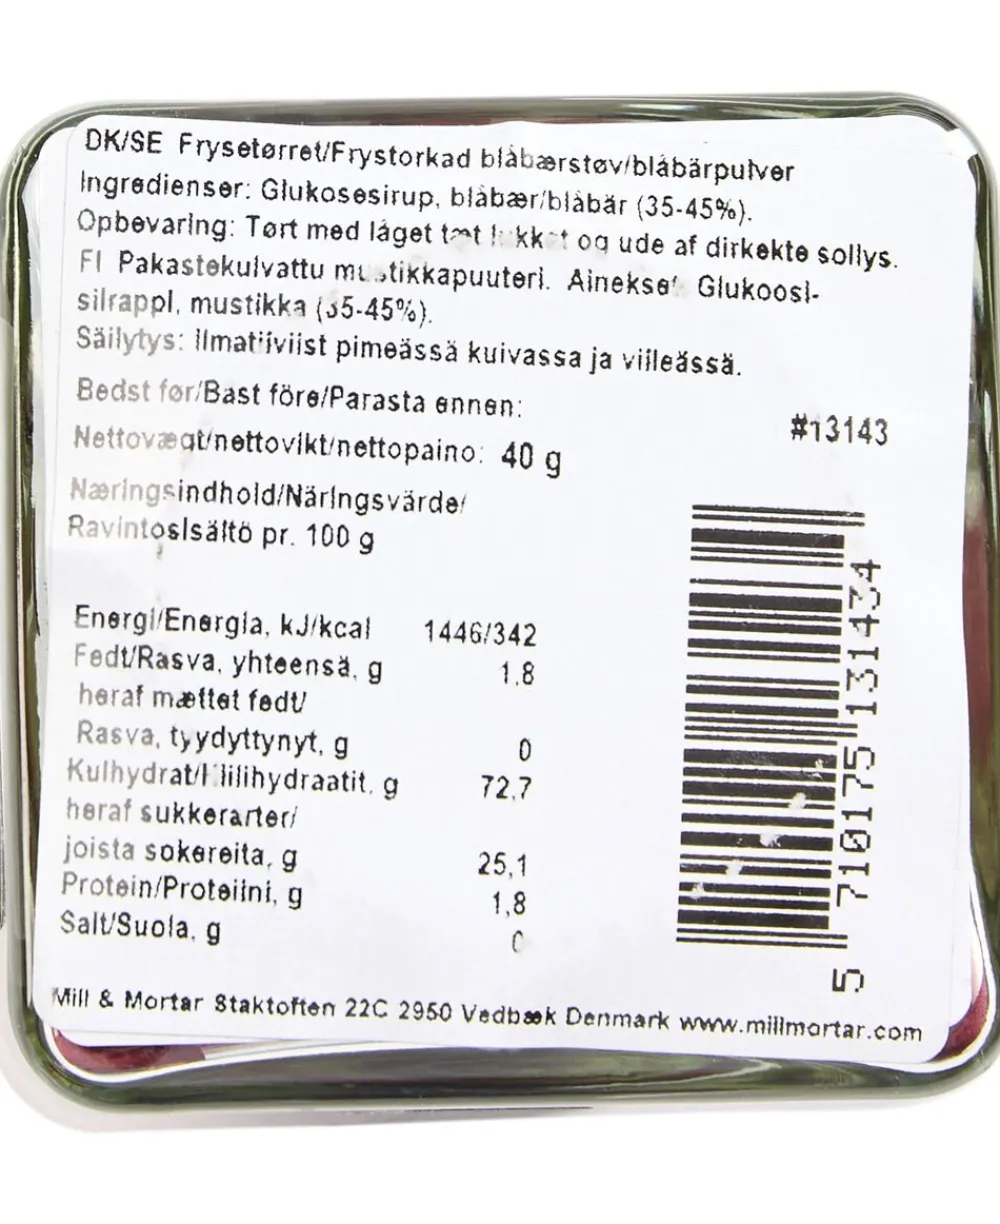 DK/SE Frysetørret/Frystorkad blåbærstøv/blåbärpulver
Ingredienser: Glukosesirup, blåbær/blåbär (35-45%).
Opbevaring: Tørt med låget tæt lukket og ude af dirkekte sollys.
FI Pakastekuivattu mustikkapuuteri. Ainekset: Glukoosi-
siirappi, mustikka (35-45%).
Säilytys: ilmatiiviist pimeässä kuivassa ja viileässä.
Bedst før/Bast före/Parasta ennen:
#13143
Nettovægt/nettovikt/nettopaino: 40 g
Næringsindhold/Näringsvärde/
Ravintosisältö pr. 100 g
Energi/Energia, kJ/kcal 1446/342
Fedt/Rasva, yhteensä, g 1,8
heraf mættet fedt/
Rasva, tyydyttynyt, g 0
Kulhydrat/Hiilihydraatit, g 72,7
heraf sukkerarter/
joista sokereita, g 25,1
Protein/Proteiini, g 1,8
Salt/Suola, g 0
5 710175 131434
Mill & Mortar Staktoften 22C 2950 Vedbæk Denmark www.millmortar.com